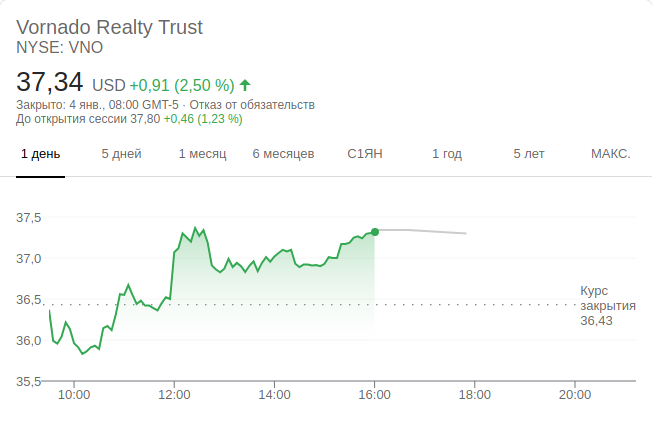 Vornado Realty Trust
NYSE: VNO
37,34 USD +0,91 (2,50 %)
Закрыто: 4 янв., 08:00 GMT-5 · Отказ от обязательств
До открытия сессии 37,80 +0,46 (1,23 %)
1 день 5 дней 1 месяц 6 месяцев С1ЯН 1 год 5 лет МАКС.
37,5
37,0
36,5
36,0
35,5
Курс
закрытия
36,43
10:00 12:00 14:00 16:00 18:00 20:00